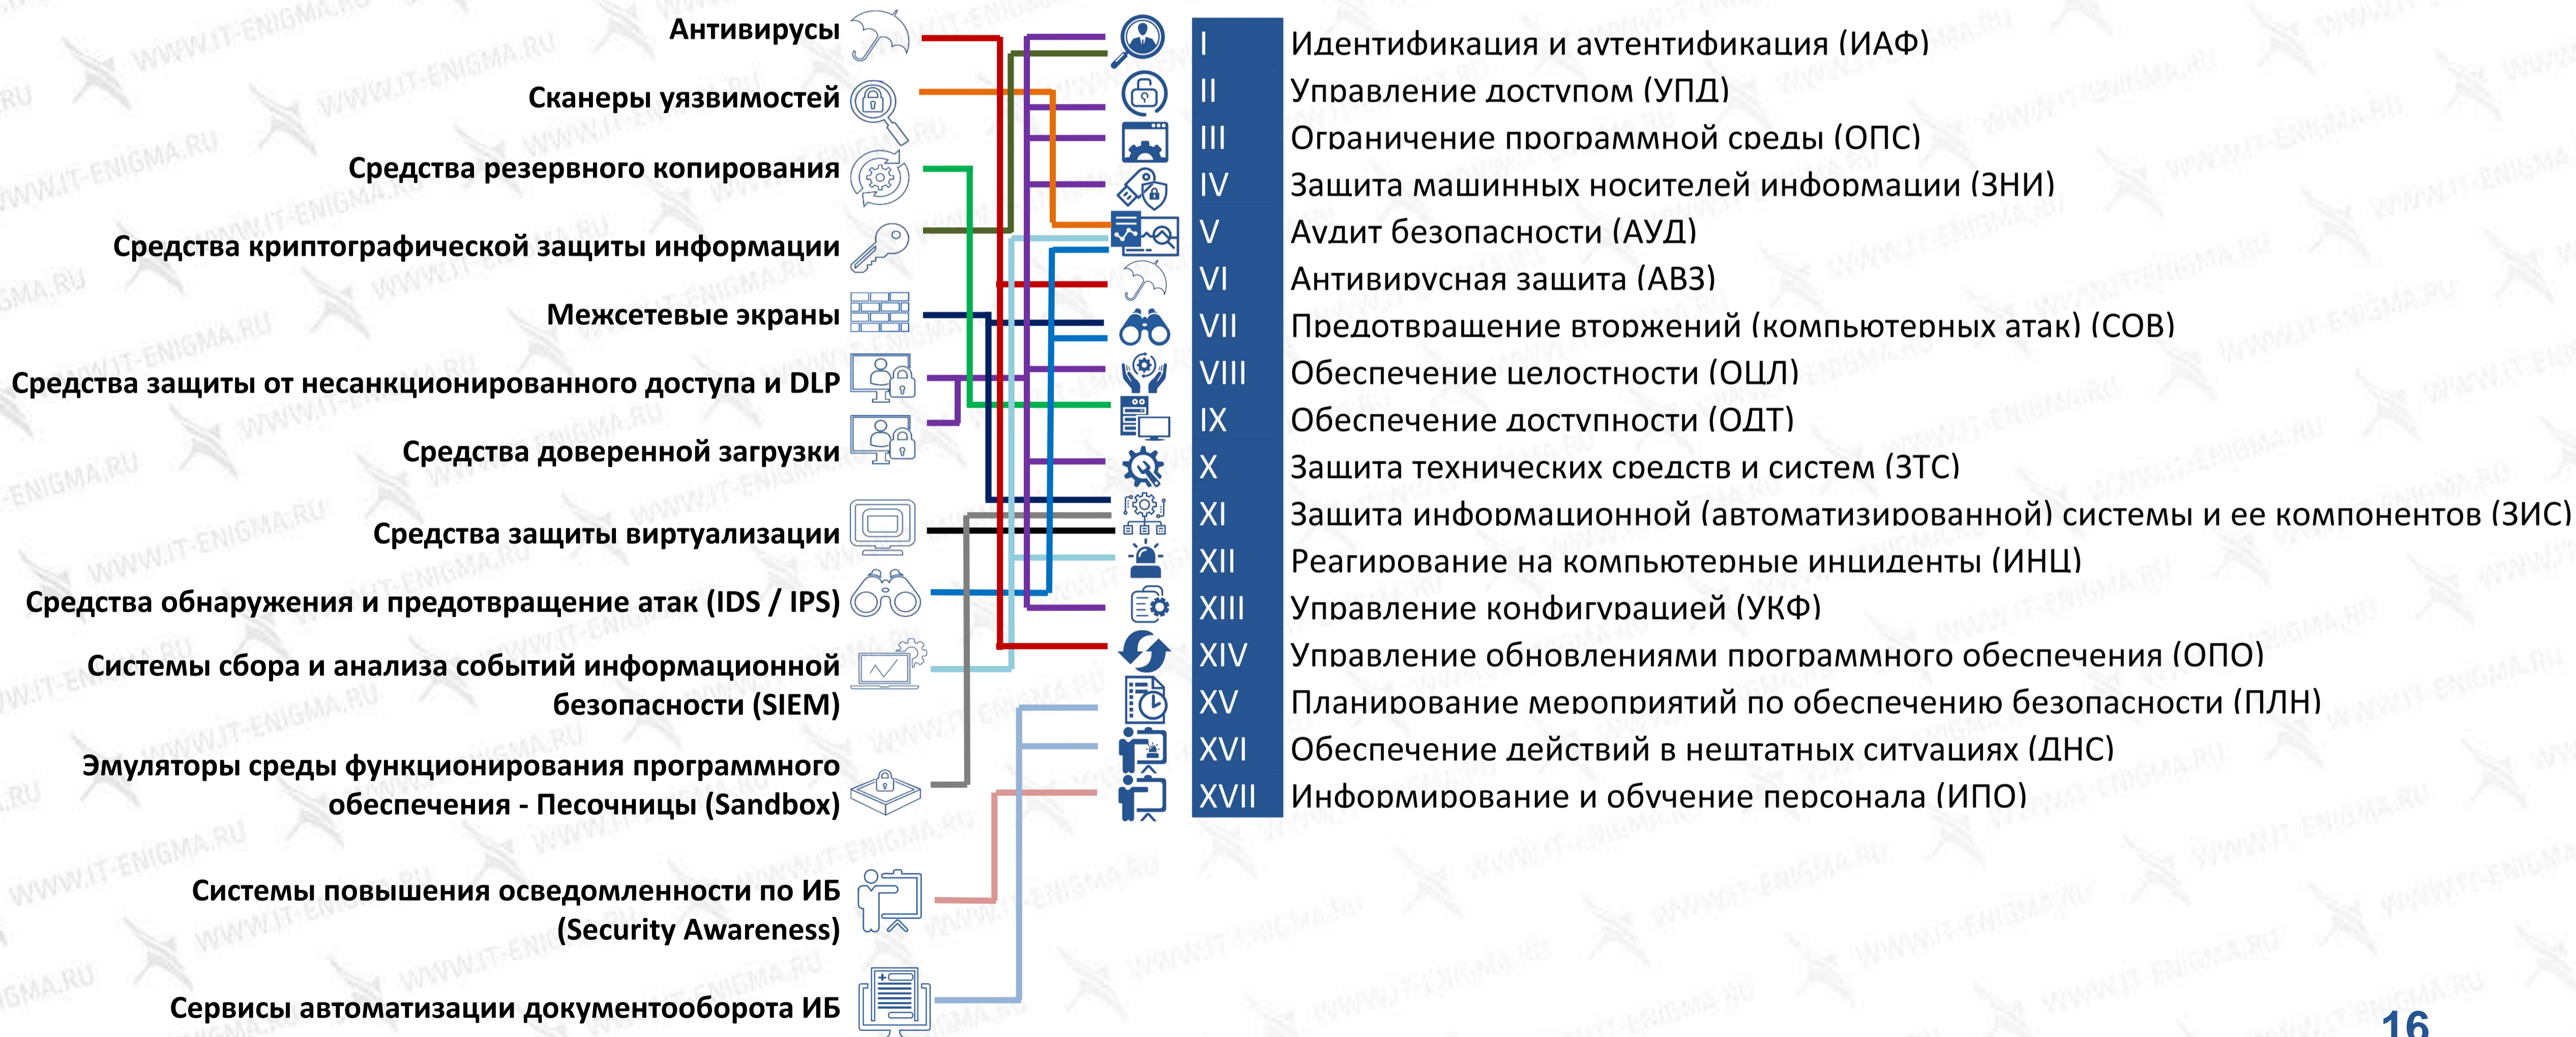 Антивирусы
Сканеры уязвимостей
Средства резервного копирования
Средства криптографической защиты информации
Межсетевые экраны
Средства защиты от несанкционированного доступа и DLP
Средства доверенной загрузки
Средства защиты виртуализации
Средства обнаружения и предотвращение атак (IDS / IPS)
Системы сбора и анализа событий информационной
безопасности (SIEM)
Эмуляторы среды функционирования программного
обеспечения - Песочницы (Sandbox)
Системы повышения осведомленности по ИБ
(Security Awareness)
Сервисы автоматизации документооборота ИБ
I Идентификация и аутентификация (ИАФ)
II Управление доступом (УПД)
III Ограничение программной среды (ОПС)
IV Защита машинных носителей информации (ЗНИ)
V Аудит безопасности (АУД)
VI Антивирусная защита (АВЗ)
VII Предотвращение вторжений (компьютерных атак) (СОВ)
VIII Обеспечение целостности (ОЦЛ)
IX Обеспечение доступности (ОДТ)
X Защита технических средств и систем (ЗТС)
XI Защита информационной (автоматизированной) системы и ее компонентов (ЗИС)
XII Реагирование на компьютерные инциденты (ИНЦ)
XIII Управление конфигурацией (УКФ)
XIV Управление обновлениями программного обеспечения (ОПО)
XV Планирование мероприятий по обеспечению безопасности (ПЛН)
XVI Обеспечение действий в нештатных ситуациях (ДНС)
XVII Информирование и обучение персонала (ИПО)
16
WWW.IT-ENIGMA.RU